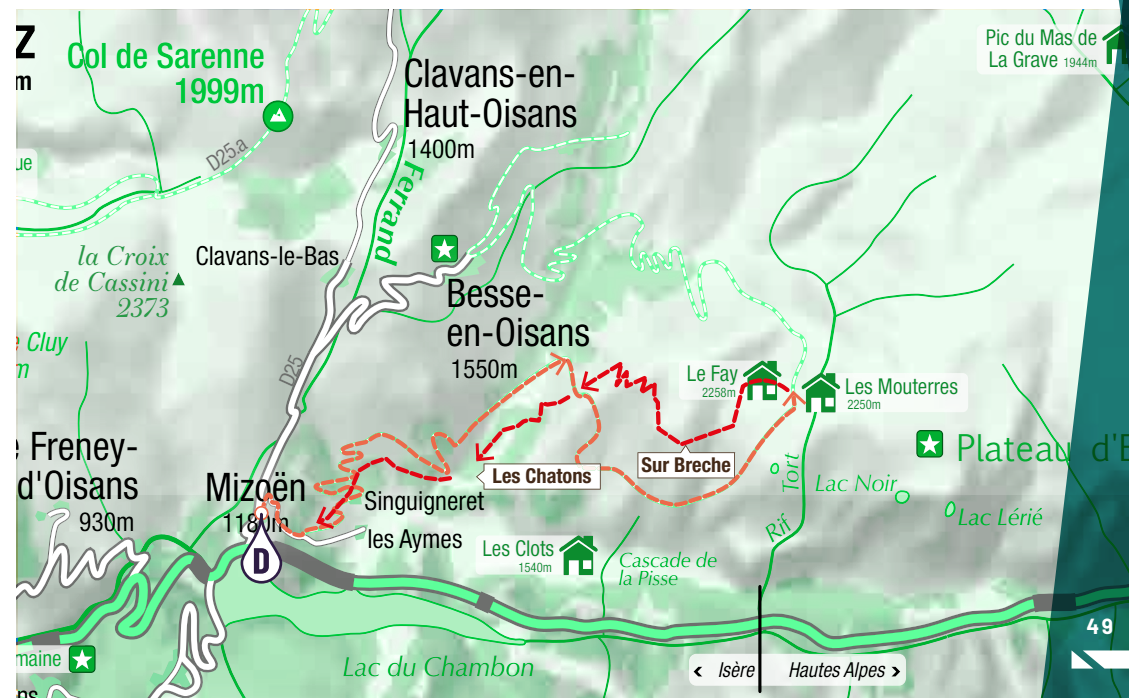 Z
m
Col de Sarenne
1999m
D25.a
ue
Clavans-en-
Haut-Oisans
1400m
Ferrand
Pic du Mas de
La Grave 1944m
la Croix
de Cassini
2373
Clavans-le-Bas
Besse-
en-Oisans
1550m
e Cluy
m
D25
Le Fay
2258m
Les Mouterres
2250m
e Freney-
d'Oisans
930m
Mizoën
1180m
D
Singuigneret
les Aymes
Les Chatons
Sur Breche
Plateau d'E
Tort
Rif
Lac Noir
Lac Lérié
Les Clots
1540m
Cascade de
la Pisse
Lac du Chambon
maine
ns
< Isère
Hautes Alpes >
49